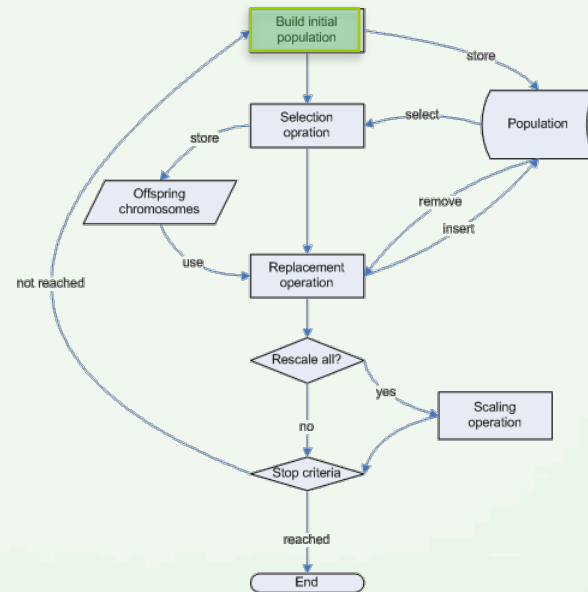 Build initial
population
store
Selection
opration
select
Population
store
Offspring
chromosomes
remove
insert
use
Replacement
operation
not reached
Rescale all?
yes
Scaling
operation
no
Stop criteria
reached
End